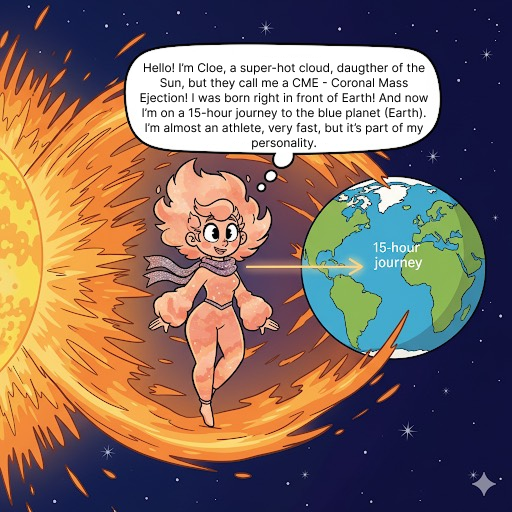 Hello! I'm Cloe, a super-hot cloud, daugther of the
Sun, but they call me a CME - Coronal Mass
Ejection! I was born right in front of Earth! And now
I'm on a 15-hour journey to the blue planet (Earth).
I'm almost an athlete, very fast, but it's part of my
personality.
15-hour
journey